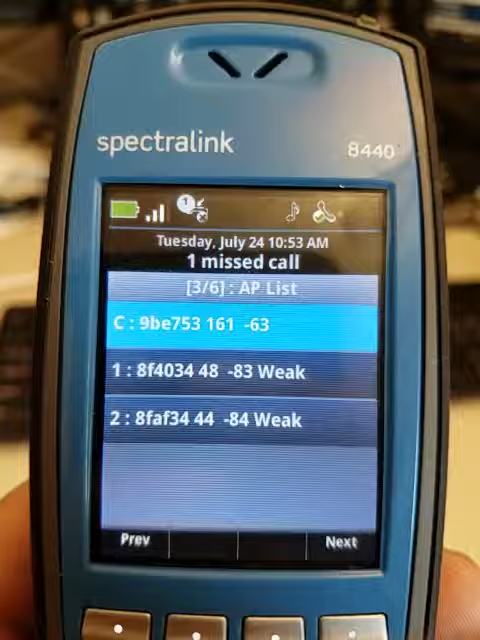 spectralink
8440
1
Tuesday, July 24 10:53 AM
1 missed call
[3/6] : AP List
C : 9be753 161 -63
1 : 8f4034 48 -83 Weak
2 : 8faf34 44 -84 Weak
Prev Next